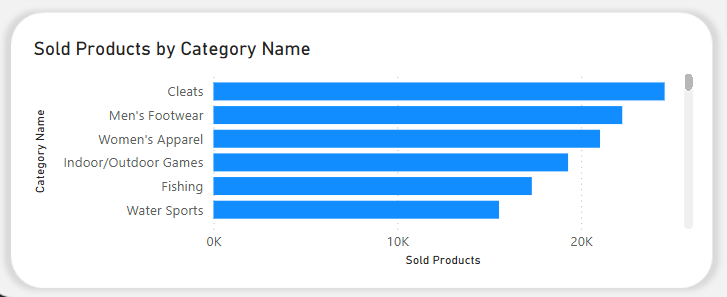 Sold Products by Category Name
Category Name
Cleats
Men's Footwear
Women's Apparel
Indoor/Outdoor Games
Fishing
Water Sports
0K 10K 20K
Sold Products